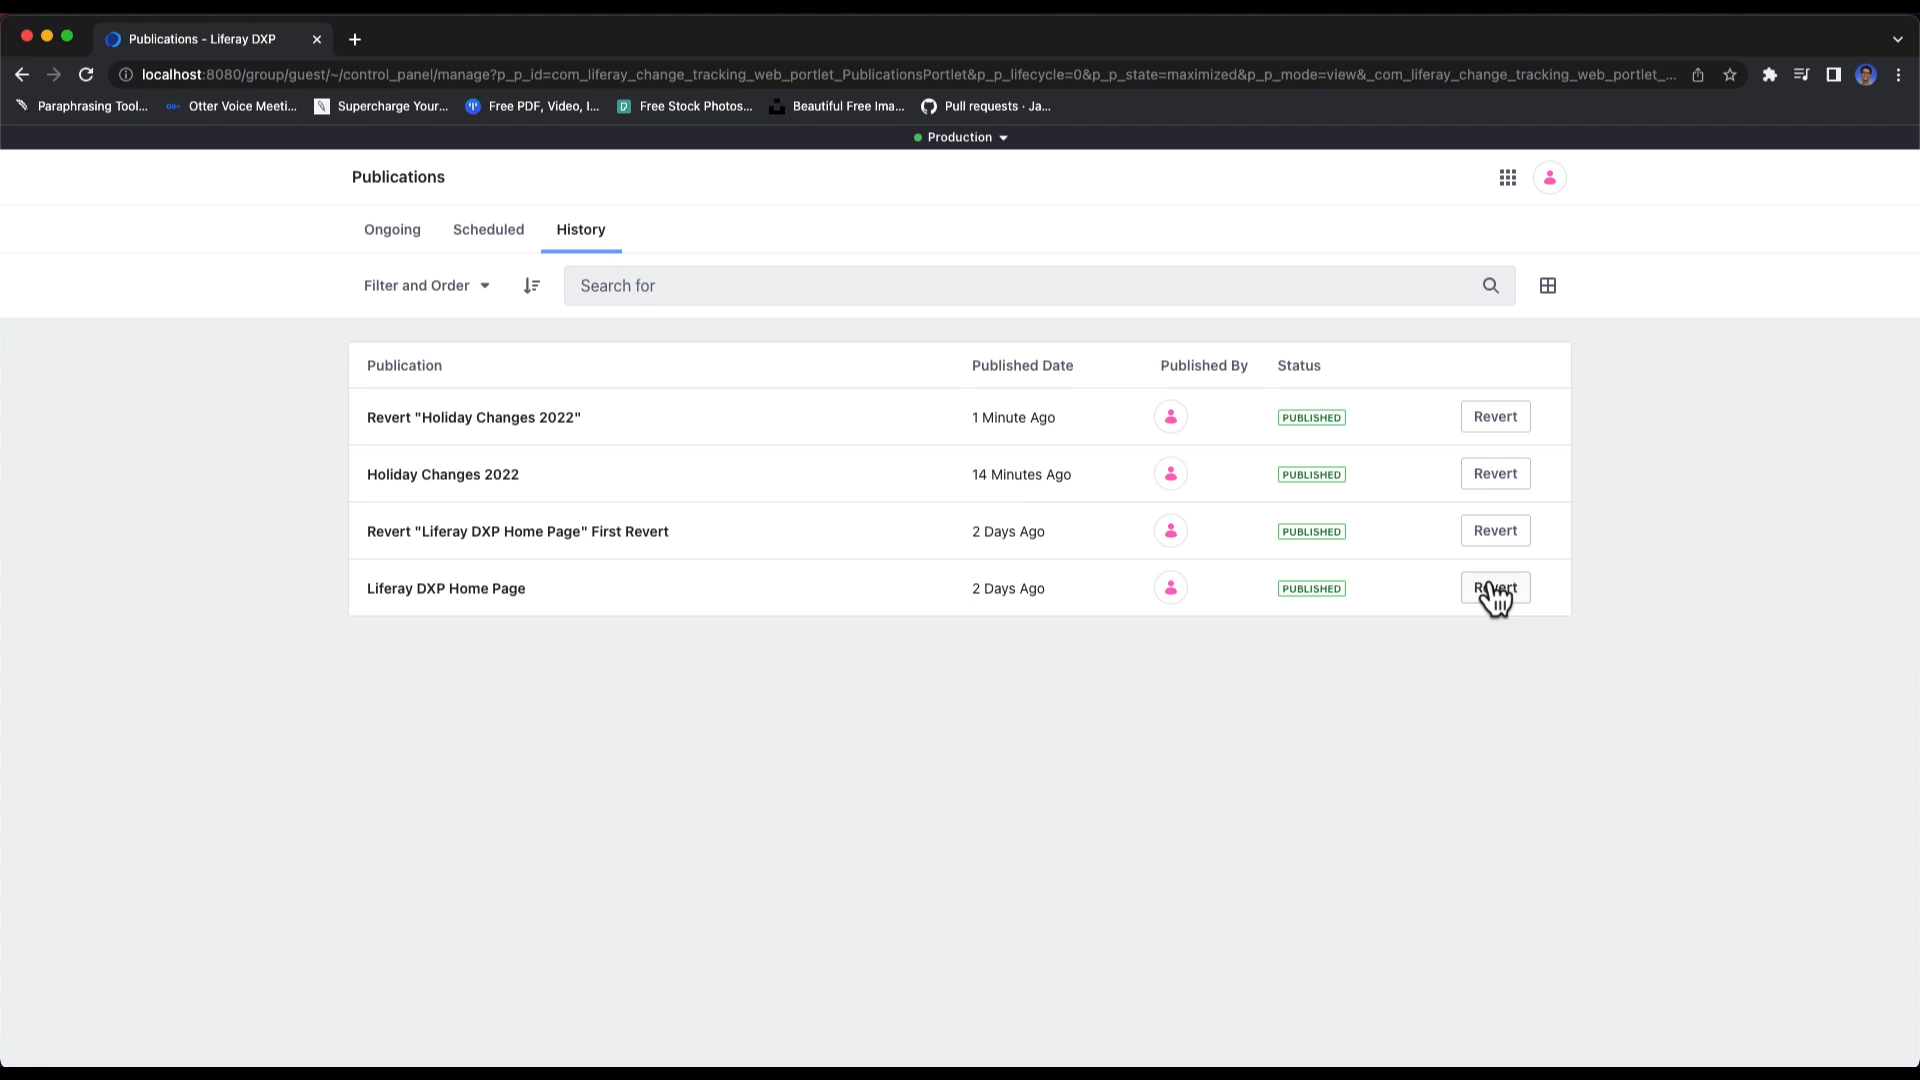 Publications - Liferay DXP
localhost:8080/group/guest/~/control_panel/manage?p_p_id=com_liferay_change_tracking_web_portlet_PublicationsPortlet&p_p_lifecycle=0&p_p_state=maximized&p_p_mode=view&_com_liferay_change_tracking_web_portlet_...
Paraphrasing Tool... Otter Voice Meeti... Supercharge Your... Free PDF, Video, I... Free Stock Photos... Beautiful Free Ima... Pull requests · Ja...
Production
Publications
Ongoing Scheduled History
Filter and Order Search for
Publication Published Date Published By Status
Revert "Holiday Changes 2022" 1 Minute Ago PUBLISHED Revert
Holiday Changes 2022 14 Minutes Ago PUBLISHED Revert
Revert "Liferay DXP Home Page" First Revert 2 Days Ago PUBLISHED Revert
Liferay DXP Home Page 2 Days Ago PUBLISHED Revert